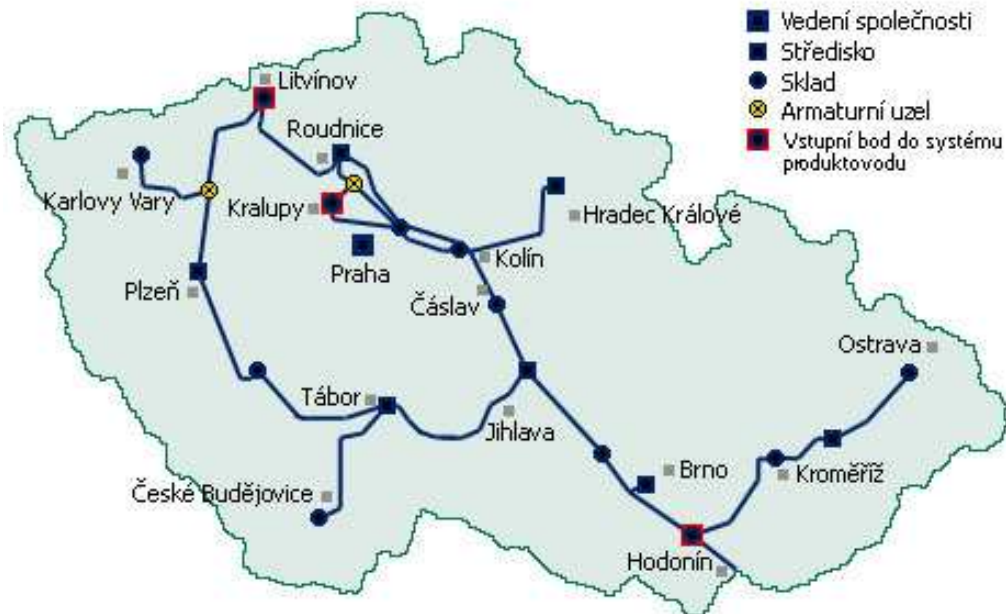 Vedení společnosti
Středisko
Sklad
Armaturní uzel
Vstupní bod do systému
produktovodu
Litvínov
Roudnice
Karlovy Vary
Kralupy
Hradec Králové
Praha
Kolín
Plzeň
Čáslav
Ostrava
Tábor
Jihlava
Brno
Kroměříž
České Budějovice
Hodonín